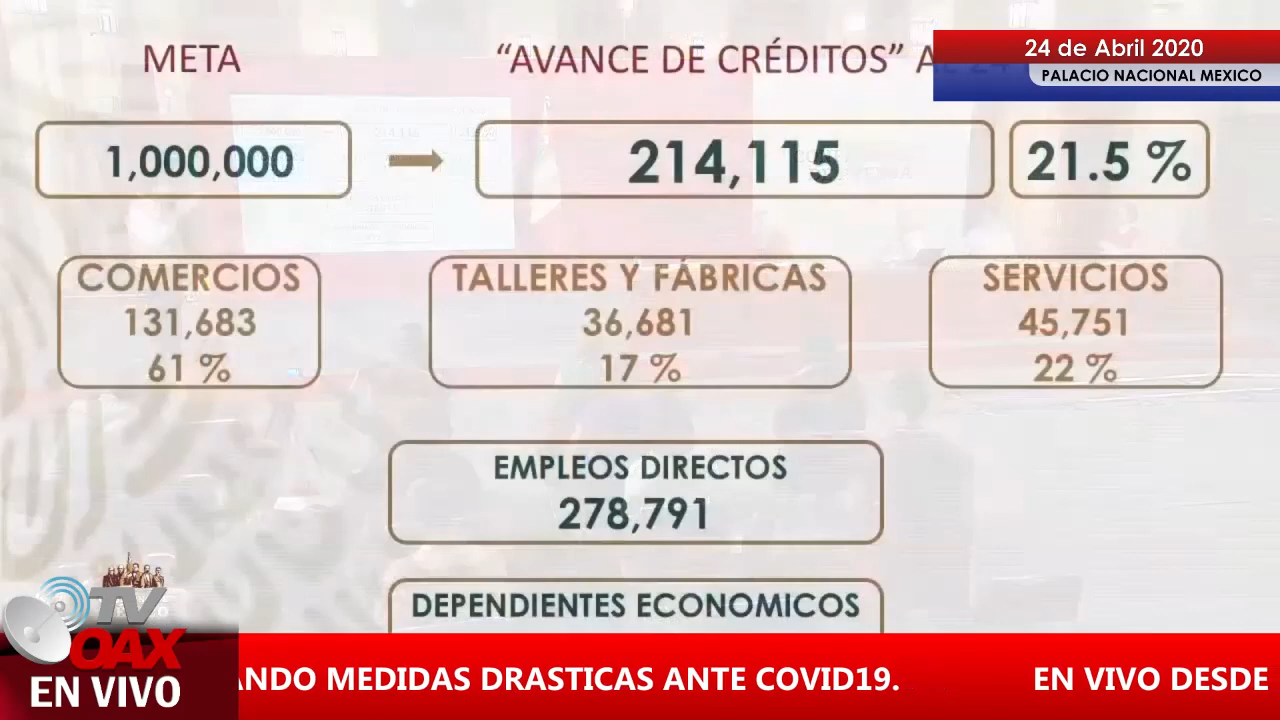 META
“AVANCE DE CRÉDITOS” A
24 de Abril 2020
PALACIO NACIONAL MEXICO
1,000,000
214,115
21.5 %
COMERCIOS
131,683
61 %
TALLERES Y FÁBRICAS
36,681
17 %
SERVICIOS
45,751
22 %
EMPLEOS DIRECTOS
278,791
DEPENDIENTES ECONOMICOS
TV
OAX
EN VIVO
ANDO MEDIDAS DRASTICAS ANTE COVID19. EN VIVO DESDE